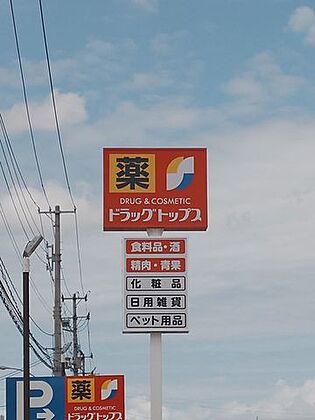 薬
DRUG & COSMETIC
ドラッグトップス
食料品・酒
精肉・青果
化粧品
日用雑貨
ペット用品
P
薬
DRUG & COSMETIC
ドラッグトップス